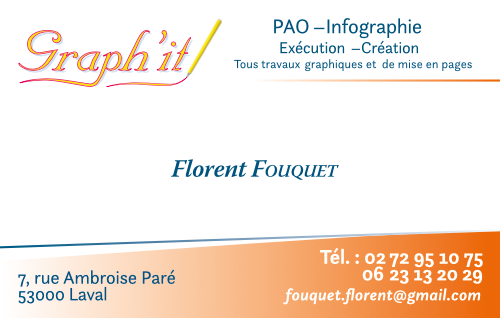 Graph'it
PAO –Infographie
Exécution –Création
Tous travaux graphiques et de mise en pages
Florent FOUQUET
Tél. : 02 72 95 10 75
06 23 13 20 29
fouquet.florent@gmail.com
7, rue Ambroise Paré
53000 Laval